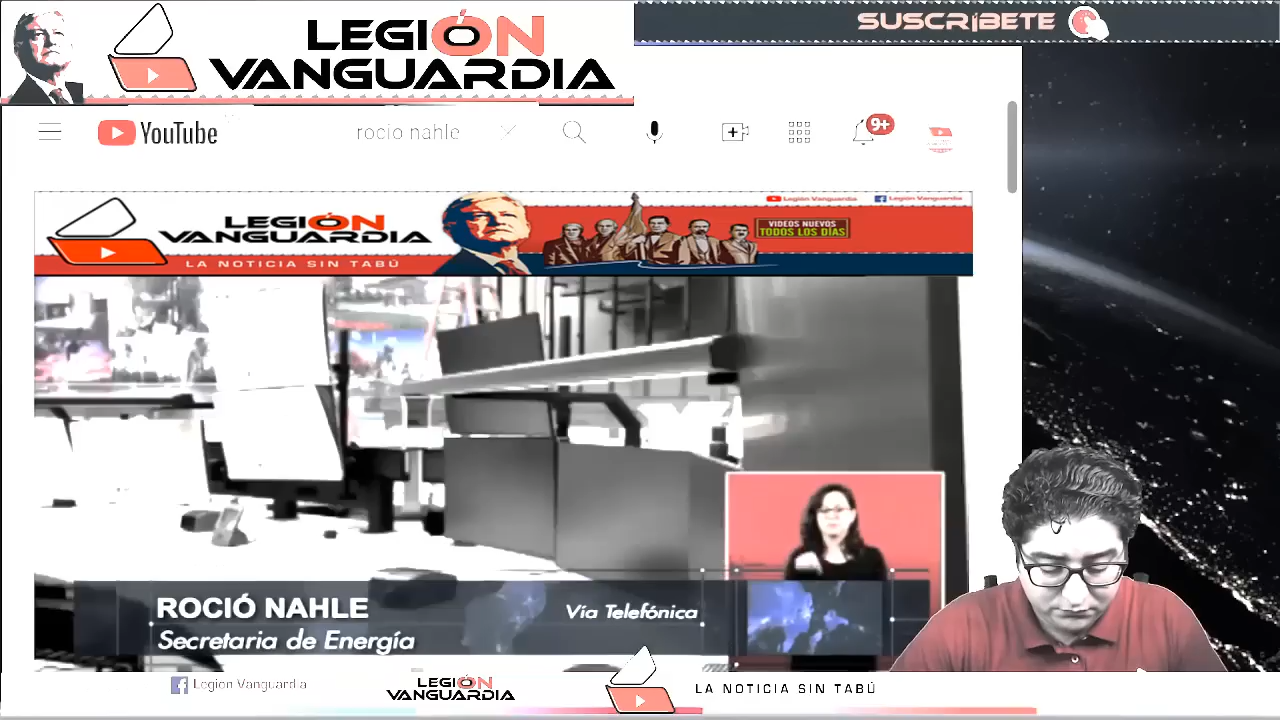 LEGIÓN
VANGUARDIA
SUSCRÍBETE
YouTube
rocio nahle
9+
LEGIÓN
VANGUARDIA
LA NOTICIA SIN TABÚ
Legión Vanguardia
Legión Vanguardia
VIDEOS NUEVOS
TODOS LOS DÍAS
ROCIÓ NAHLE
Vía Telefónica
Secretaria de Energía
Legion Vanguardia
LEGIÓN
VANGUARDIA
LA NOTICIA SIN TABÚ